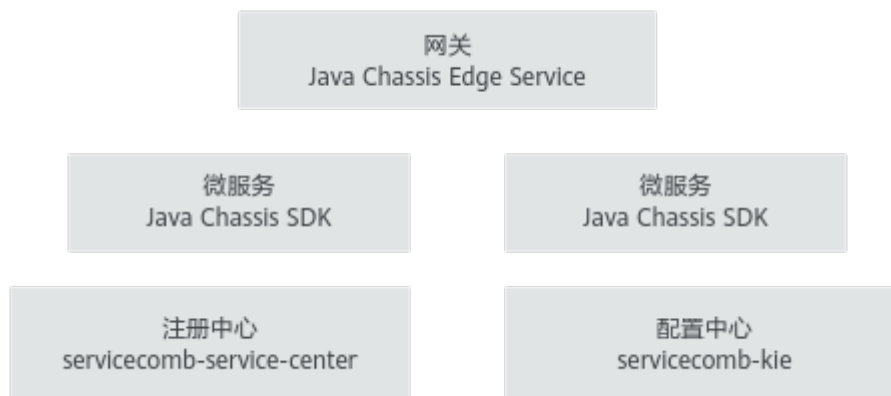 网关
Java Chassis Edge Service
微服务
Java Chassis SDK
微服务
Java Chassis SDK
注册中心
servicecomb-service-center
配置中心
servicecomb-kie